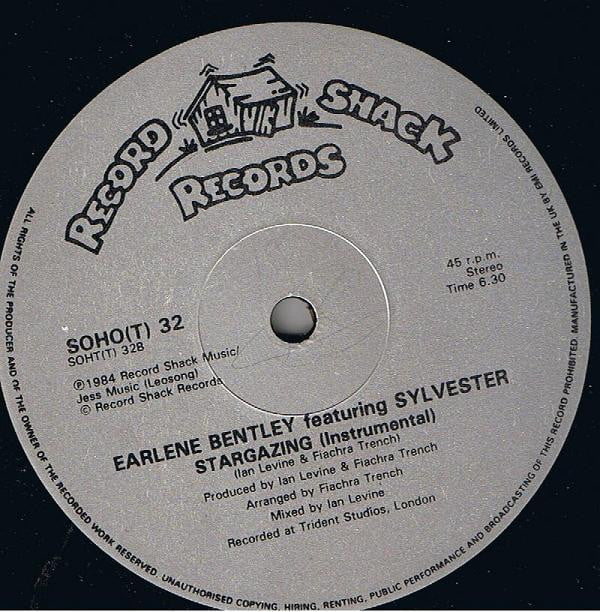 RECORD SHACK
RECORDS
45 r.p.m.
Stereo
Time 6.30
SOHO(T) 32
SOHT(T) 32B
℗1984 Record Shack Music/
Jess Music (Leosong)
© Record Shack Records
EARLENE BENTLEY featuring SYLVESTER
STARGAZING (Instrumental)
(Ian Levine & Fiachra Trench)
Produced by Ian Levine & Fiachra Trench
Arranged by Fiachra Trench
Mixed by Ian Levine
Recorded at Trident Studios, London
ALL RIGHTS OF THE PRODUCER AND OF THE OWNER OF THE RECORDED WORK RESERVED. UNAUTHORISED COPYING, HIRING, RENTING, PUBLIC PERFORMANCE AND BROADCASTING OF THIS RECORD PROHIBITED. MANUFACTURED IN THE UK BY EMI RECORDS LIMITED